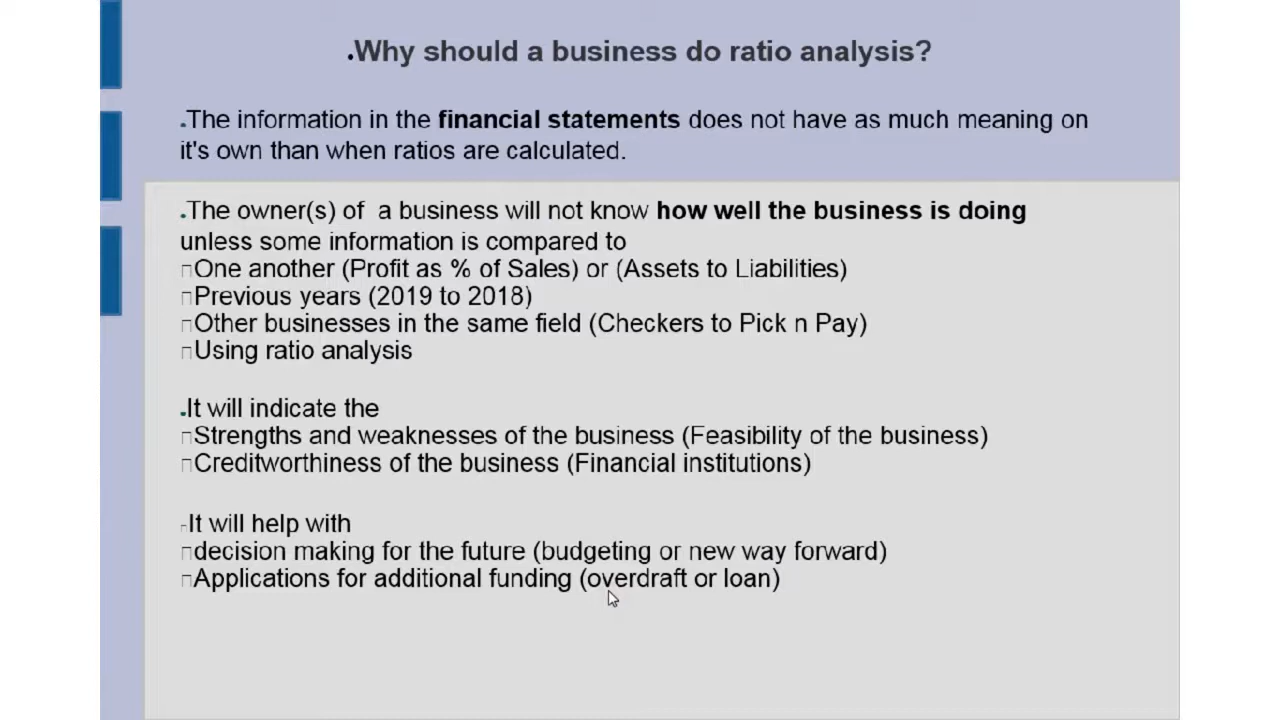 .Why should a business do ratio analysis?
.The information in the financial statements does not have as much meaning on
it's own than when ratios are calculated.
.The owner(s) of a business will not know how well the business is doing
unless some information is compared to
□One another (Profit as % of Sales) or (Assets to Liabilities)
□Previous years (2019 to 2018)
□Other businesses in the same field (Checkers to Pick n Pay)
□Using ratio analysis
.It will indicate the
□Strengths and weaknesses of the business (Feasibility of the business)
□Creditworthiness of the business (Financial institutions)
-It will help with
□decision making for the future (budgeting or new way forward)
□Applications for additional funding (overdraft or loan)